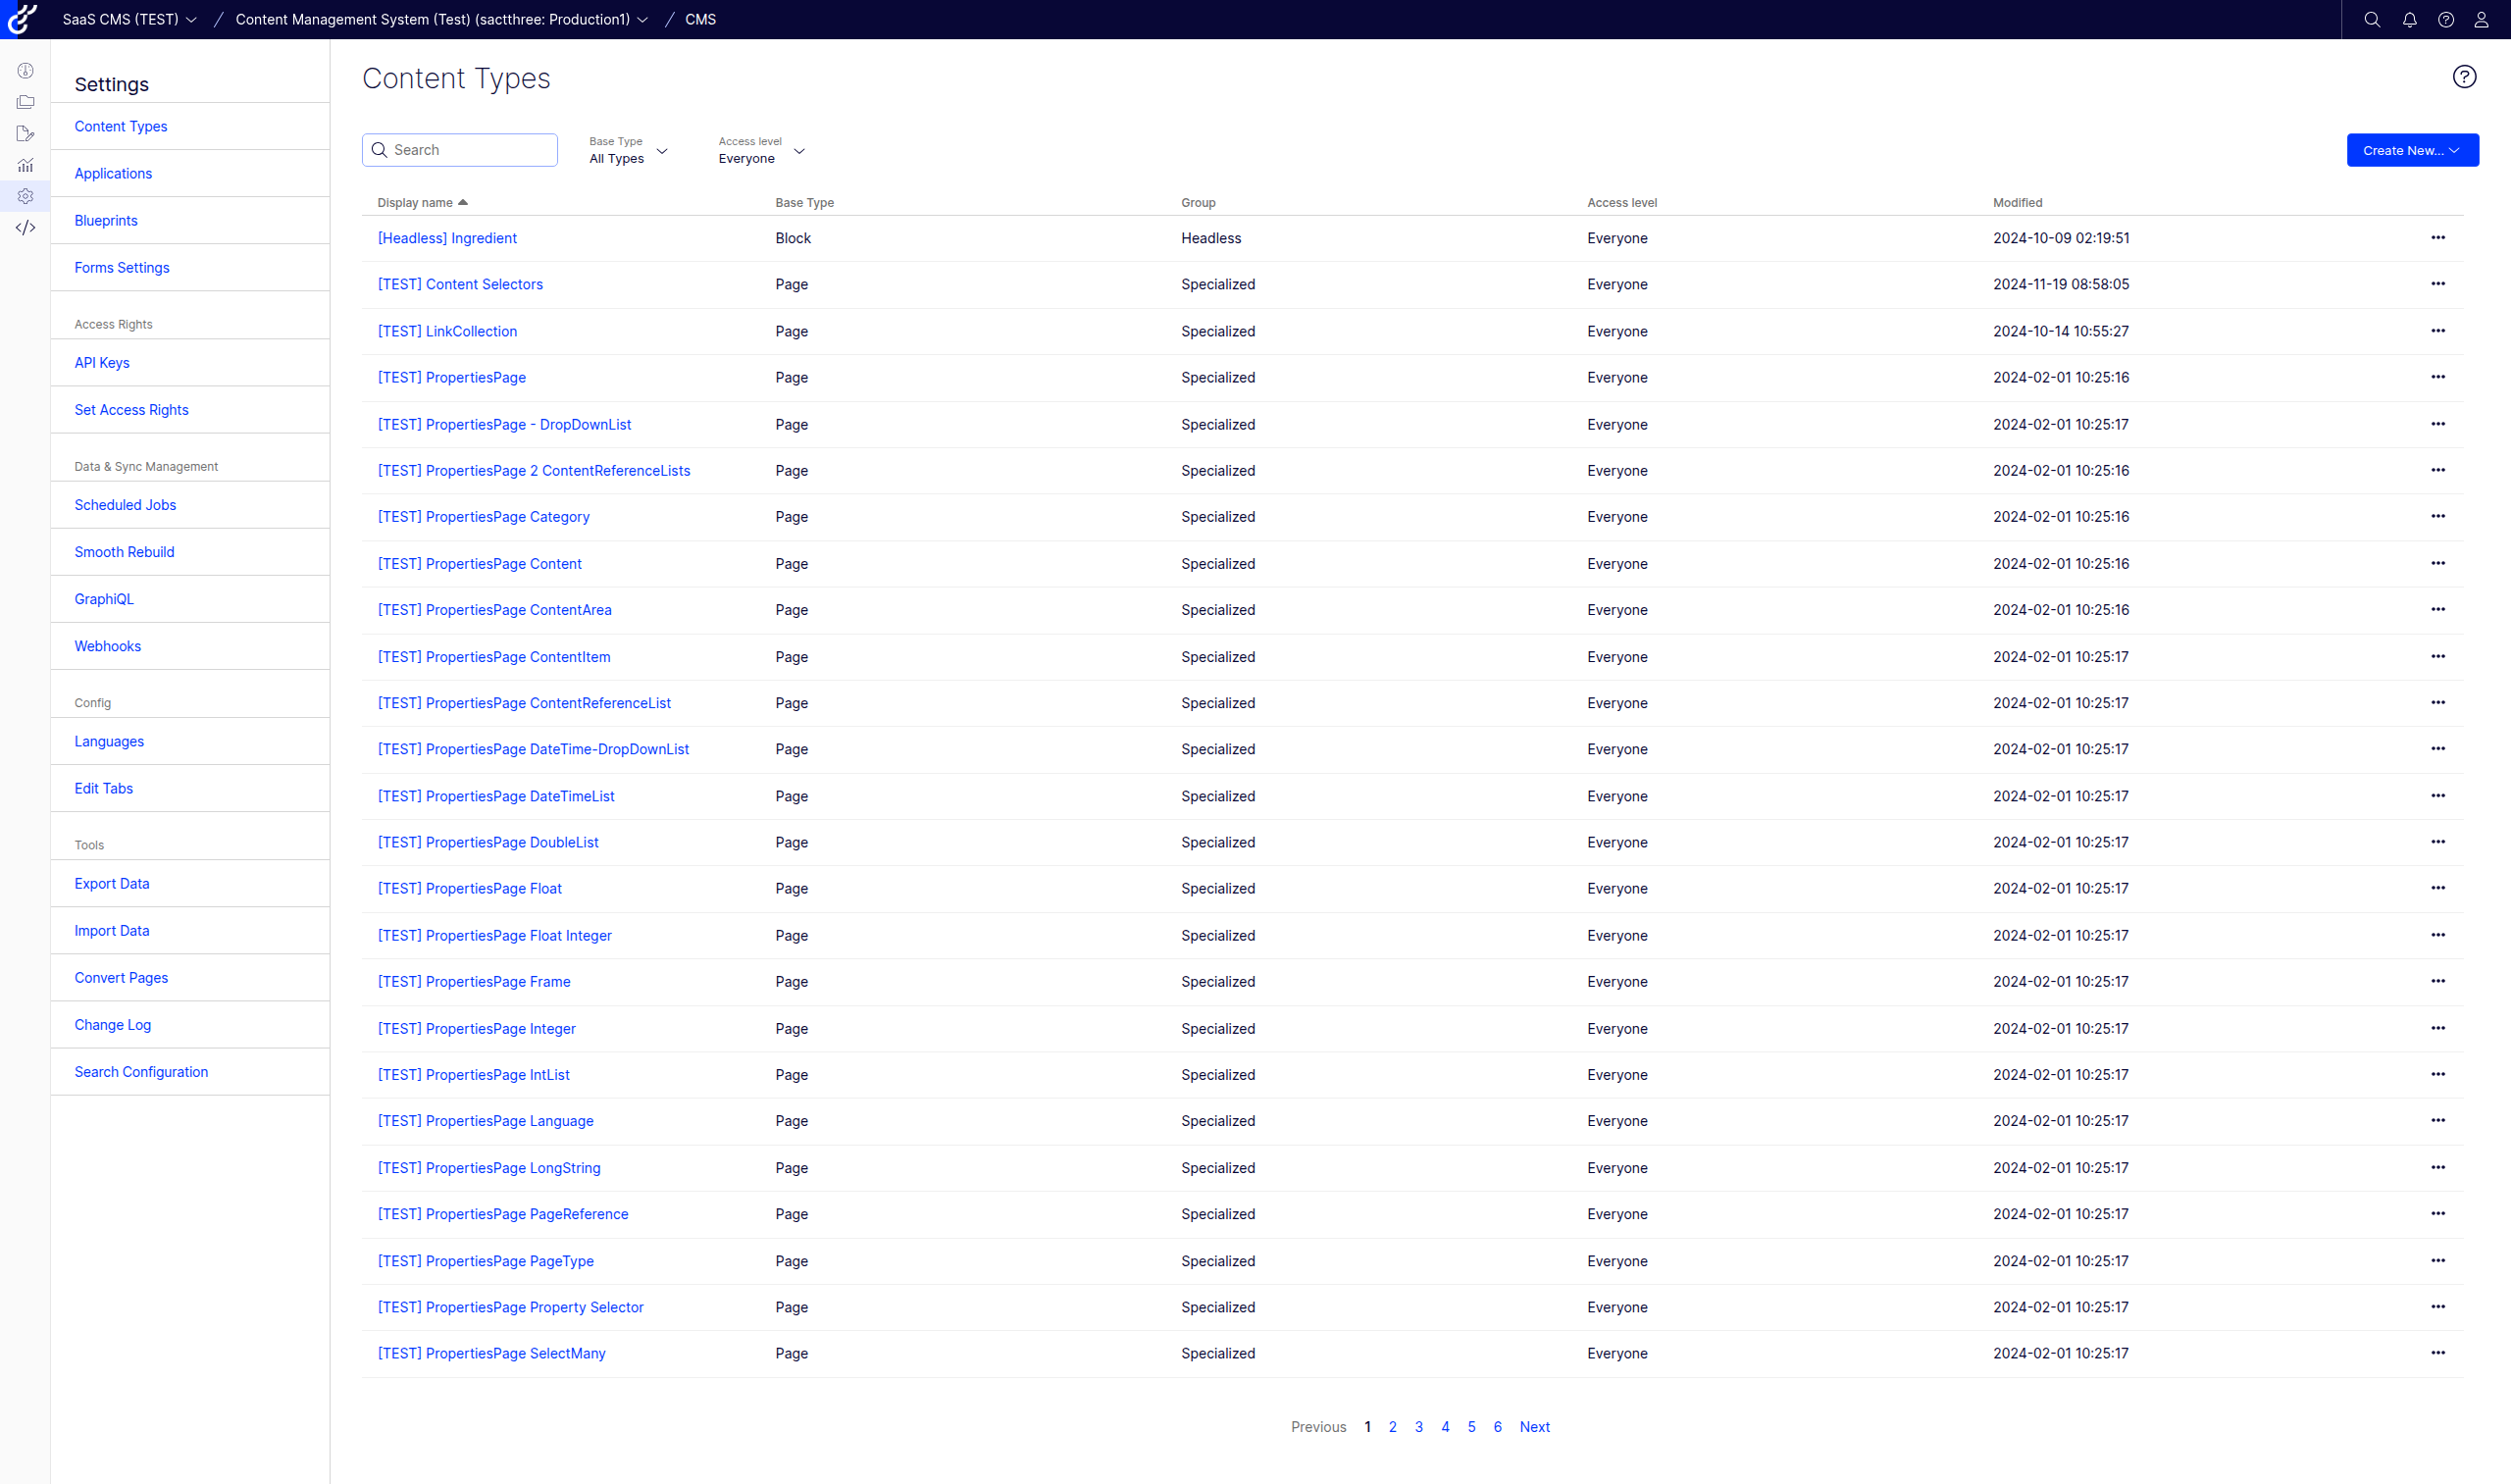 SaaS CMS (TEST) / Content Management System (Test) (sactthree: Production1) / CMS
Settings
Content Types
Applications
Blueprints
Forms Settings
Access Rights
API Keys
Set Access Rights
Data & Sync Management
Scheduled Jobs
Smooth Rebuild
GraphiQL
Webhooks
Config
Languages
Edit Tabs
Tools
Export Data
Import Data
Convert Pages
Change Log
Search Configuration
Content Types
Search
Base Type
All Types
Access level
Everyone
Create New...
Display name Base Type Group Access level Modified
[Headless] Ingredient Block Headless Everyone 2024-10-09 02:19:51
[TEST] Content Selectors Page Specialized Everyone 2024-11-19 08:58:05
[TEST] LinkCollection Page Specialized Everyone 2024-10-14 10:55:27
[TEST] PropertiesPage Page Specialized Everyone 2024-02-01 10:25:16
[TEST] PropertiesPage - DropDownList Page Specialized Everyone 2024-02-01 10:25:17
[TEST] PropertiesPage 2 ContentReferenceLists Page Specialized Everyone 2024-02-01 10:25:16
[TEST] PropertiesPage Category Page Specialized Everyone 2024-02-01 10:25:16
[TEST] PropertiesPage Content Page Specialized Everyone 2024-02-01 10:25:16
[TEST] PropertiesPage ContentArea Page Specialized Everyone 2024-02-01 10:25:16
[TEST] PropertiesPage ContentItem Page Specialized Everyone 2024-02-01 10:25:17
[TEST] PropertiesPage ContentReferenceList Page Specialized Everyone 2024-02-01 10:25:17
[TEST] PropertiesPage DateTime-DropDownList Page Specialized Everyone 2024-02-01 10:25:17
[TEST] PropertiesPage DateTimeList Page Specialized Everyone 2024-02-01 10:25:17
[TEST] PropertiesPage DoubleList Page Specialized Everyone 2024-02-01 10:25:17
[TEST] PropertiesPage Float Page Specialized Everyone 2024-02-01 10:25:17
[TEST] PropertiesPage Float Integer Page Specialized Everyone 2024-02-01 10:25:17
[TEST] PropertiesPage Frame Page Specialized Everyone 2024-02-01 10:25:17
[TEST] PropertiesPage Integer Page Specialized Everyone 2024-02-01 10:25:17
[TEST] PropertiesPage IntList Page Specialized Everyone 2024-02-01 10:25:17
[TEST] PropertiesPage Language Page Specialized Everyone 2024-02-01 10:25:17
[TEST] PropertiesPage LongString Page Specialized Everyone 2024-02-01 10:25:17
[TEST] PropertiesPage PageReference Page Specialized Everyone 2024-02-01 10:25:17
[TEST] PropertiesPage PageType Page Specialized Everyone 2024-02-01 10:25:17
[TEST] PropertiesPage Property Selector Page Specialized Everyone 2024-02-01 10:25:17
[TEST] PropertiesPage SelectMany Page Specialized Everyone 2024-02-01 10:25:17
Previous 1 2 3 4 5 6 Next